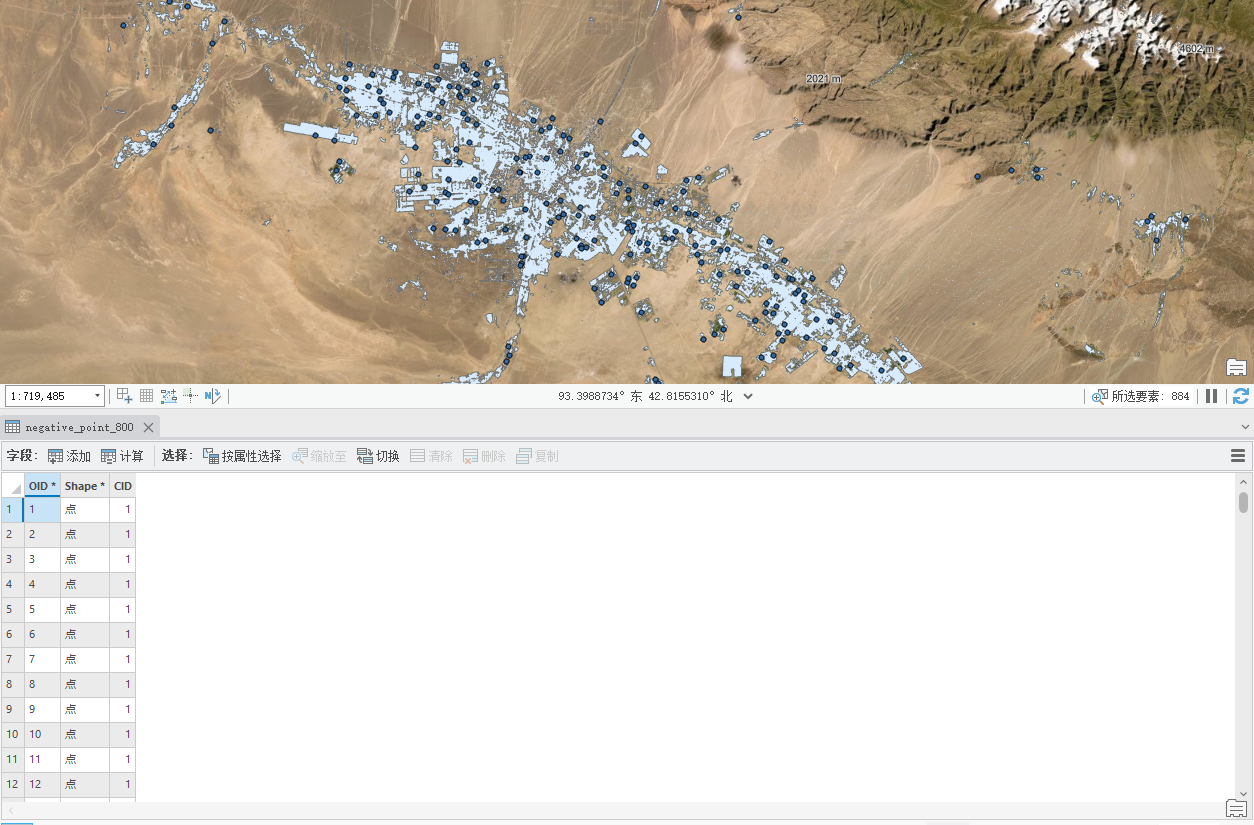 4602 m
2021 m
1:719,485
93.3988734° 东 42.8155310° 北
所选要素: 884
negative_point_800
字段: 添加 计算 选择: 按属性选择 缩放至 切换 清除 删除 复制
OID * Shape * CID
1 1 点 1
2 2 点 1
3 3 点 1
4 4 点 1
5 5 点 1
6 6 点 1
7 7 点 1
8 8 点 1
9 9 点 1
10 10 点 1
11 11 点 1
12 12 点 1